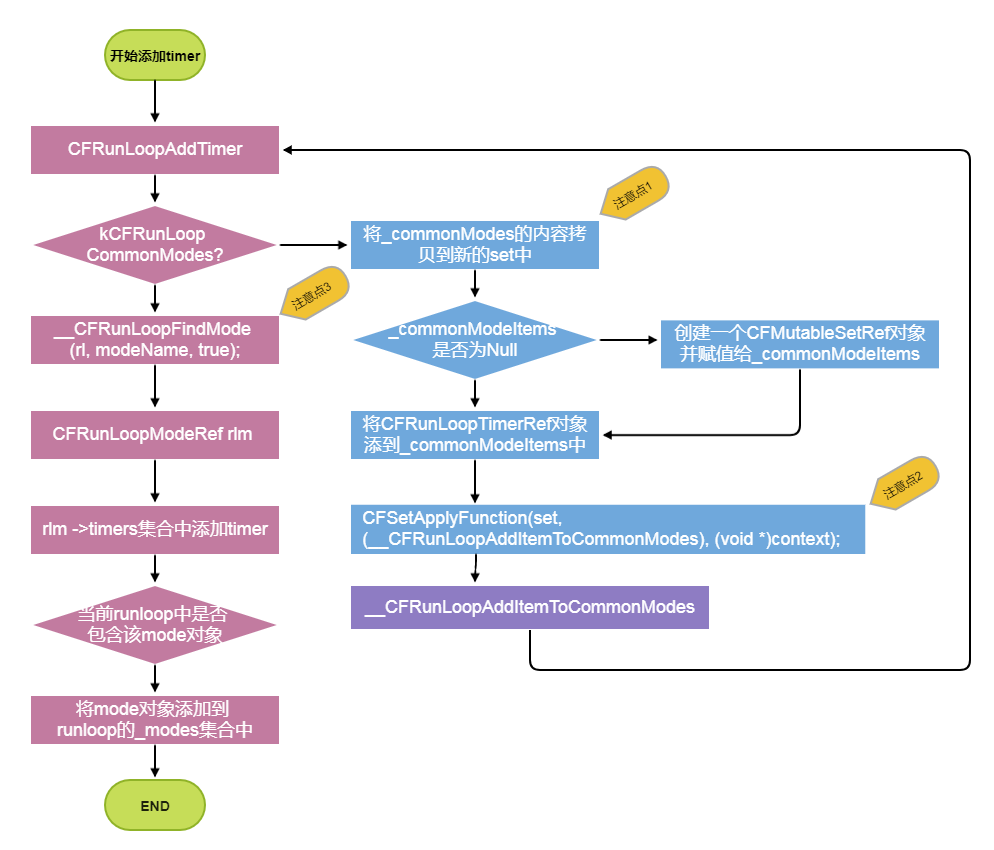 开始添加timer
CFRunLoopAddTimer
kCFRunLoop
CommonModes?
注意点1
将_commonModes的内容拷
贝到新的set中
注意点3
__CFRunLoopFindMode
(rl, modeName, true);
_commonModeItems
是否为Null
创建一个CFMutableSetRef对象
并赋值给_commonModeItems
CFRunLoopModeRef rlm
将CFRunLoopTimerRef对象
添到_commonModeItems中
注意点2
rlm ->timers集合中添加timer
CFSetApplyFunction(set,
(__CFRunLoopAddItemToCommonModes), (void *)context);
当前runloop中是否
包含该mode对象
__CFRunLoopAddItemToCommonModes
将mode对象添加到
runloop的_modes集合中
END